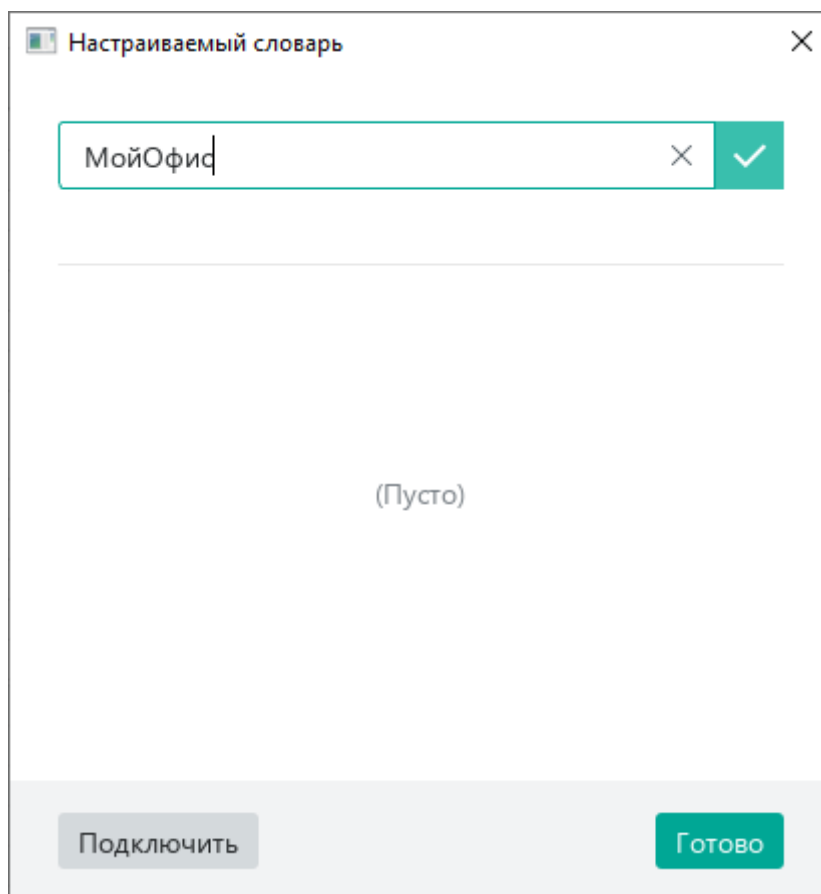 Настраиваемый словарь
МойОфис
(Пусто)
Подключить
Готово